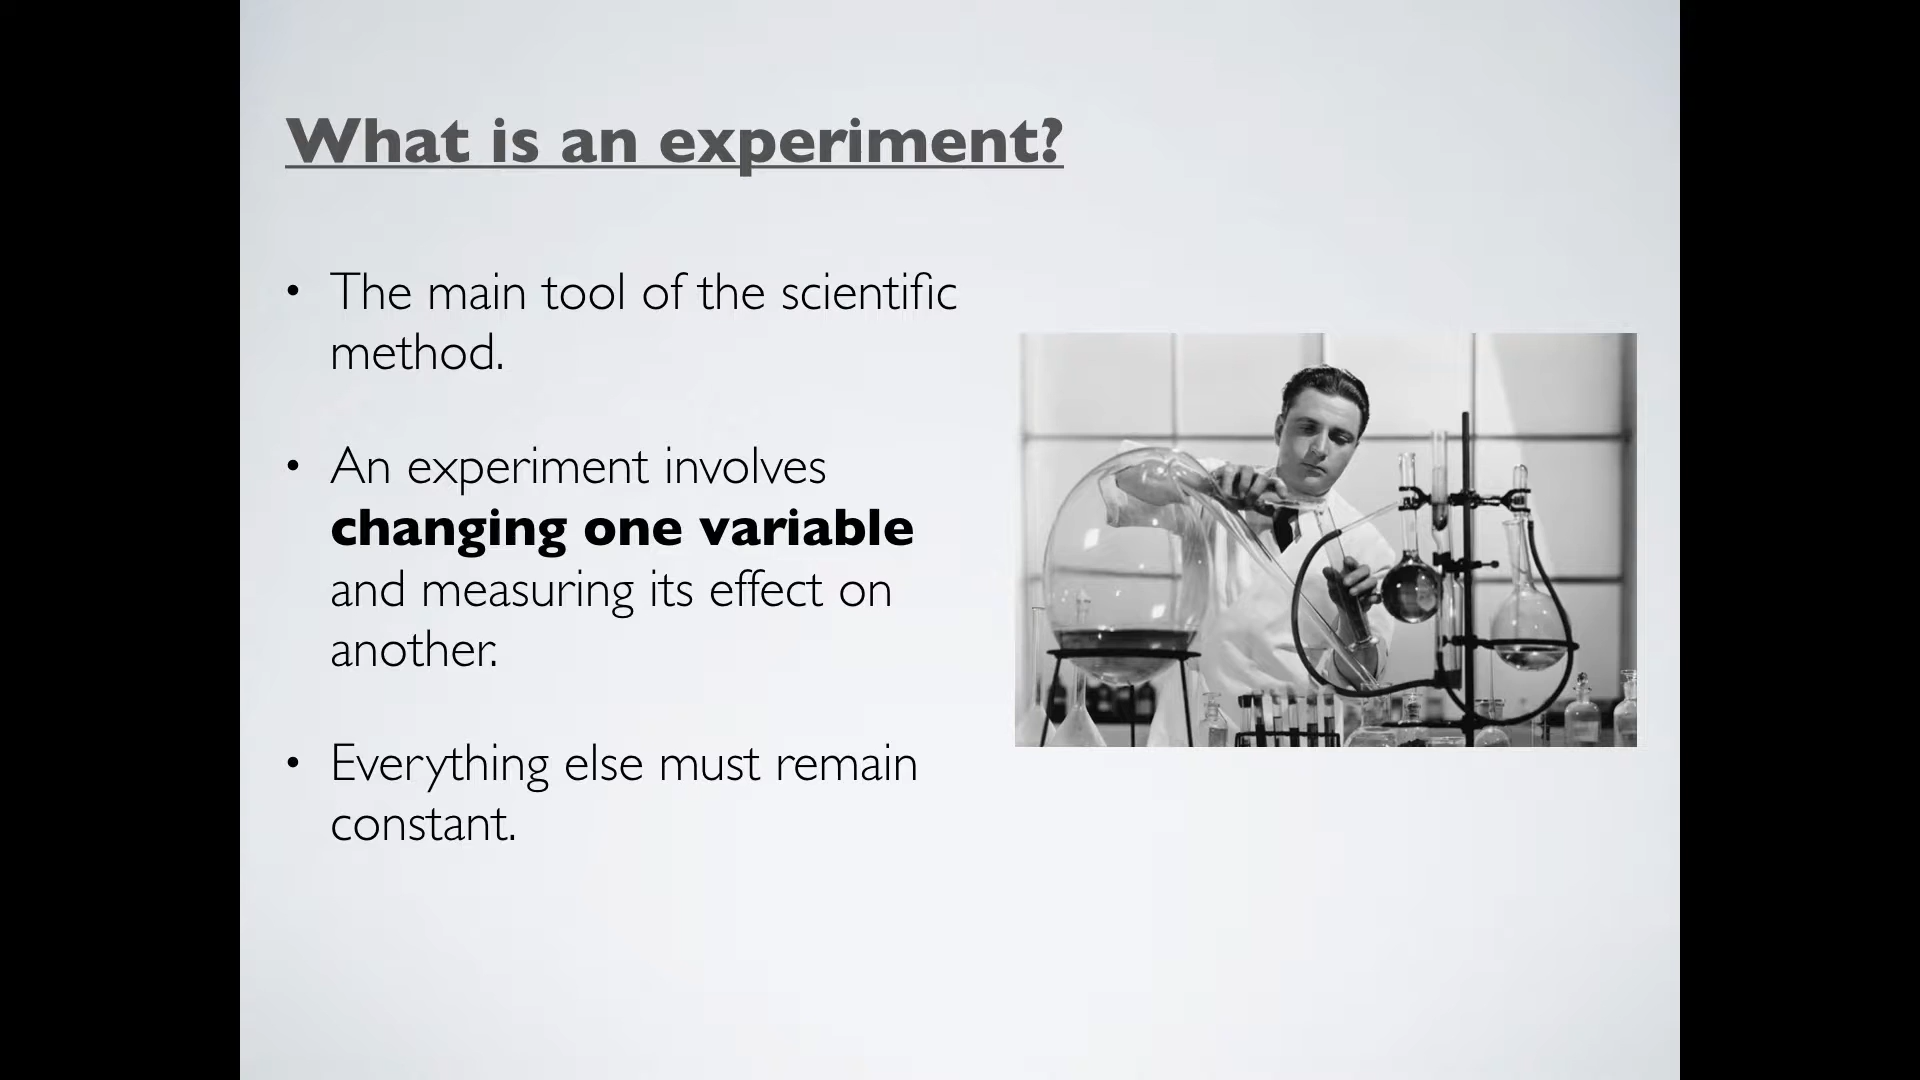 What is an experiment?
• The main tool of the scientific
method.
• An experiment involves
changing one variable
and measuring its effect on
another.
• Everything else must remain
constant.